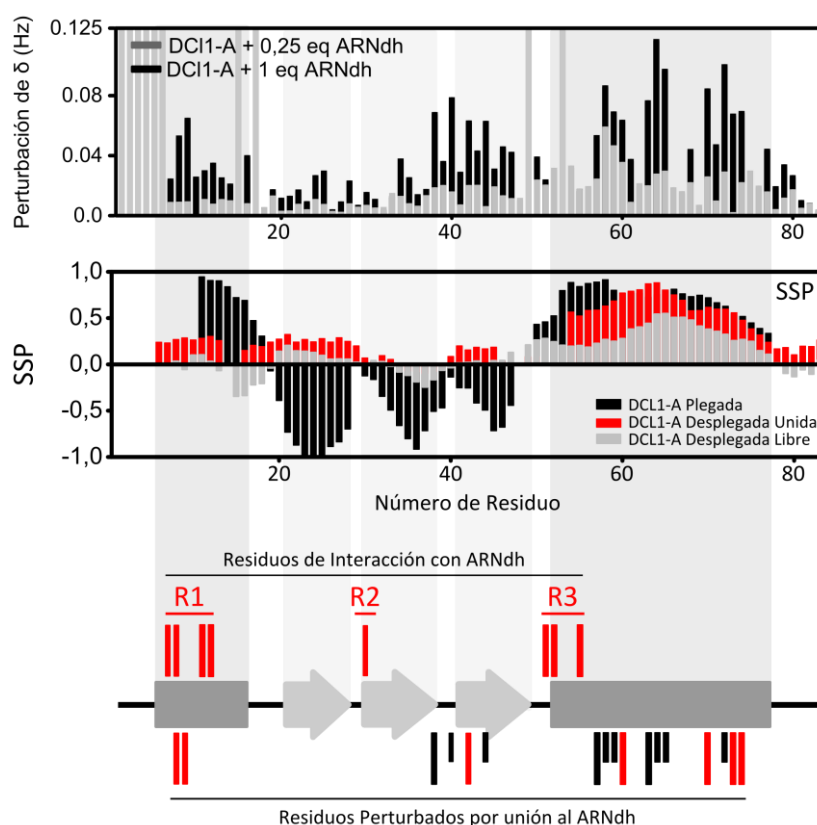 0.125
0.08
0.04
0.0
Perturbación de δ (Hz)
DCl1-A + 0,25 eq ARNdh
DCl1-A + 1 eq ARNdh
20
40
60
80
1,0
0,5
0,0
-0,5
-1,0
SSP
SSP
DCL1-A Plegada
DCL1-A Desplegada Unida
DCL1-A Desplegada Libre
20
40
60
80
Número de Residuo
Residuos de Interacción con ARNdh
R1
R2
R3
Residuos Perturbados por unión al ARNdh